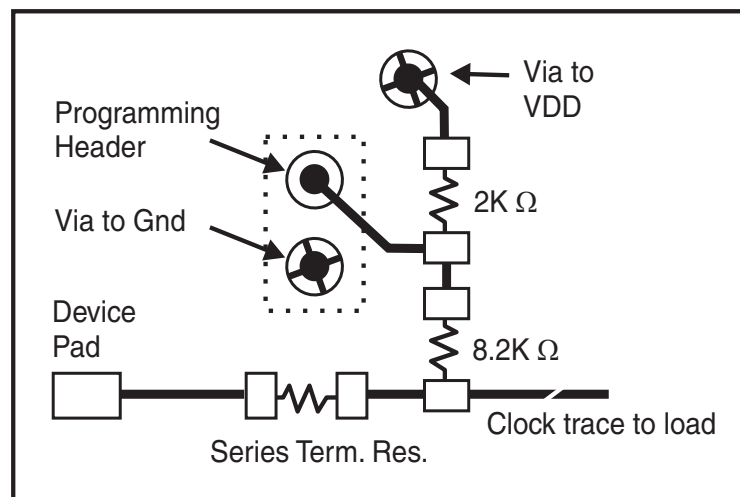 Via to
VDD
Programming
Header
2K Ω
Via to Gnd
Device
Pad
8.2K Ω
Clock trace to load
Series Term. Res.